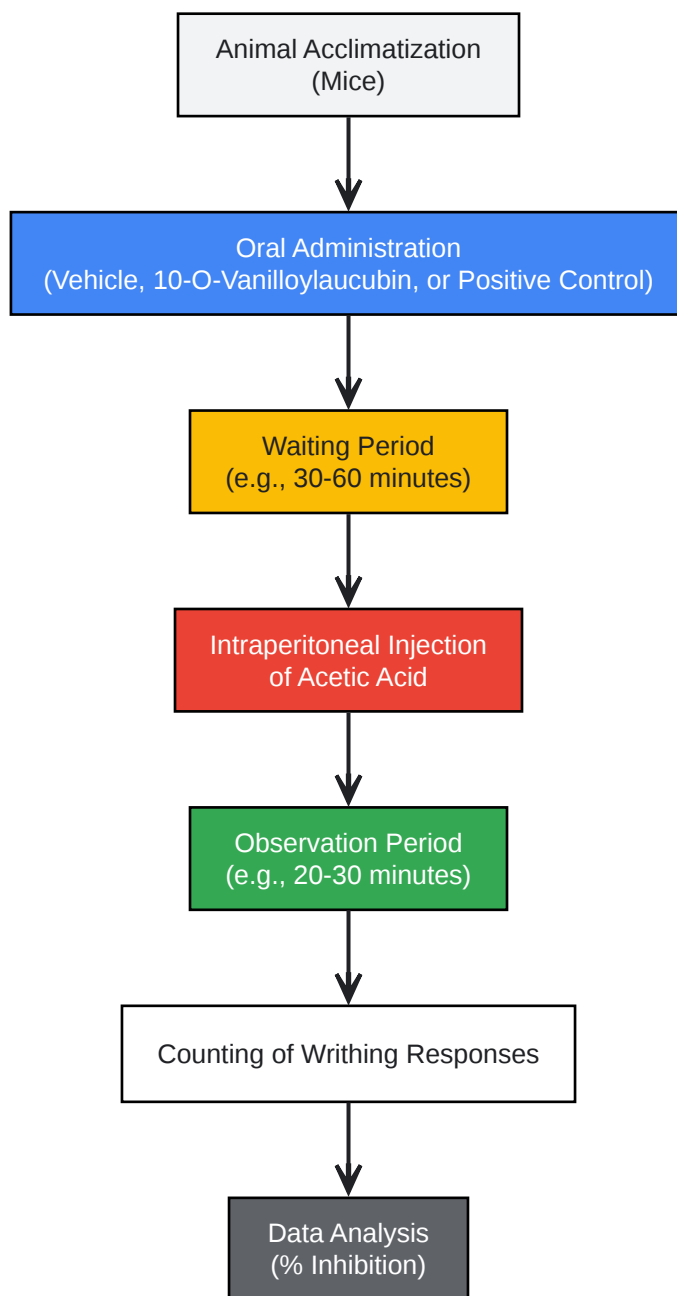 Animal Acclimatization
(Mice)
Oral Administration
(Vehicle, 10-O-Vanilloylaucubin, or Positive Control)
Waiting Period
(e.g., 30-60 minutes)
Intraperitoneal Injection
of Acetic Acid
Observation Period
(e.g., 20-30 minutes)
Counting of Writhing Responses
Data Analysis
(% Inhibition)